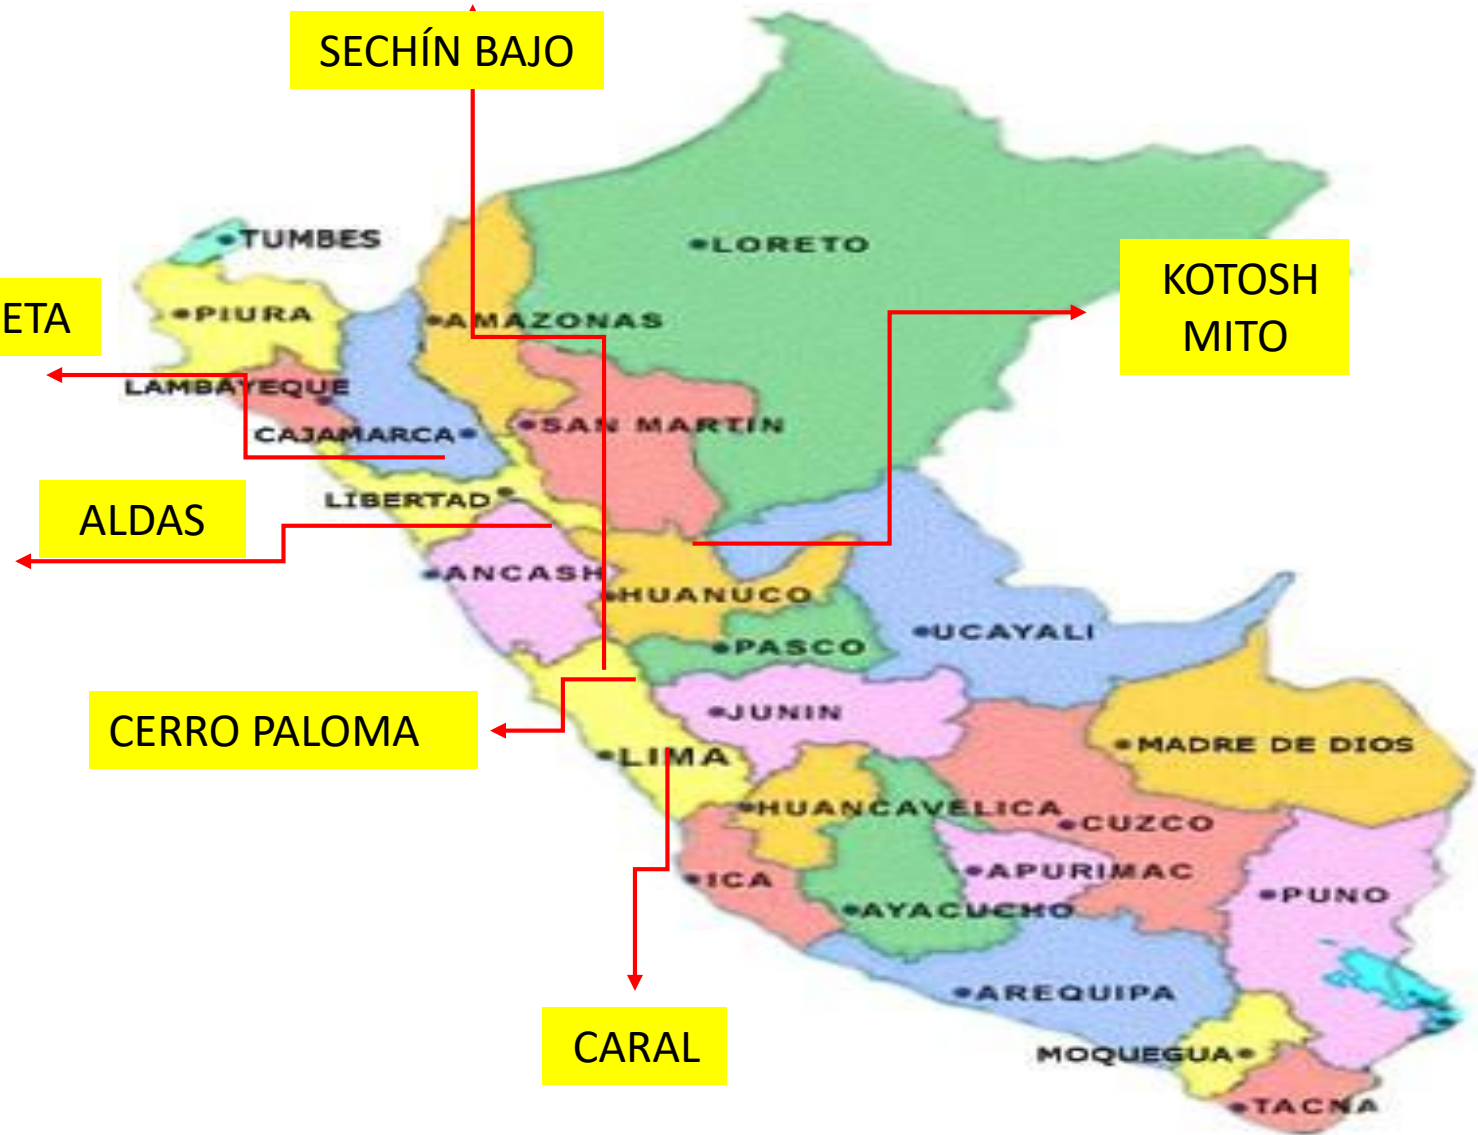 SECHÍN BAJO
TUMBES
LORETO
KOTOSH
MITO
PIURA
ETA
AMAZONAS
LAMBAYEQUE
CAJAMARCA
SAN MARTIN
LIBERTAD
ALDAS
ANCASH
HUANUCO
UCAYALI
PASCO
CERRO PALOMA
JUNIN
MADRE DE DIOS
LIMA
HUANCAVELICA
CUZCO
APURIMAC
ICA
PUNO
AYACUCHO
AREQUIPA
CARAL
MOQUEGUA
TACNA